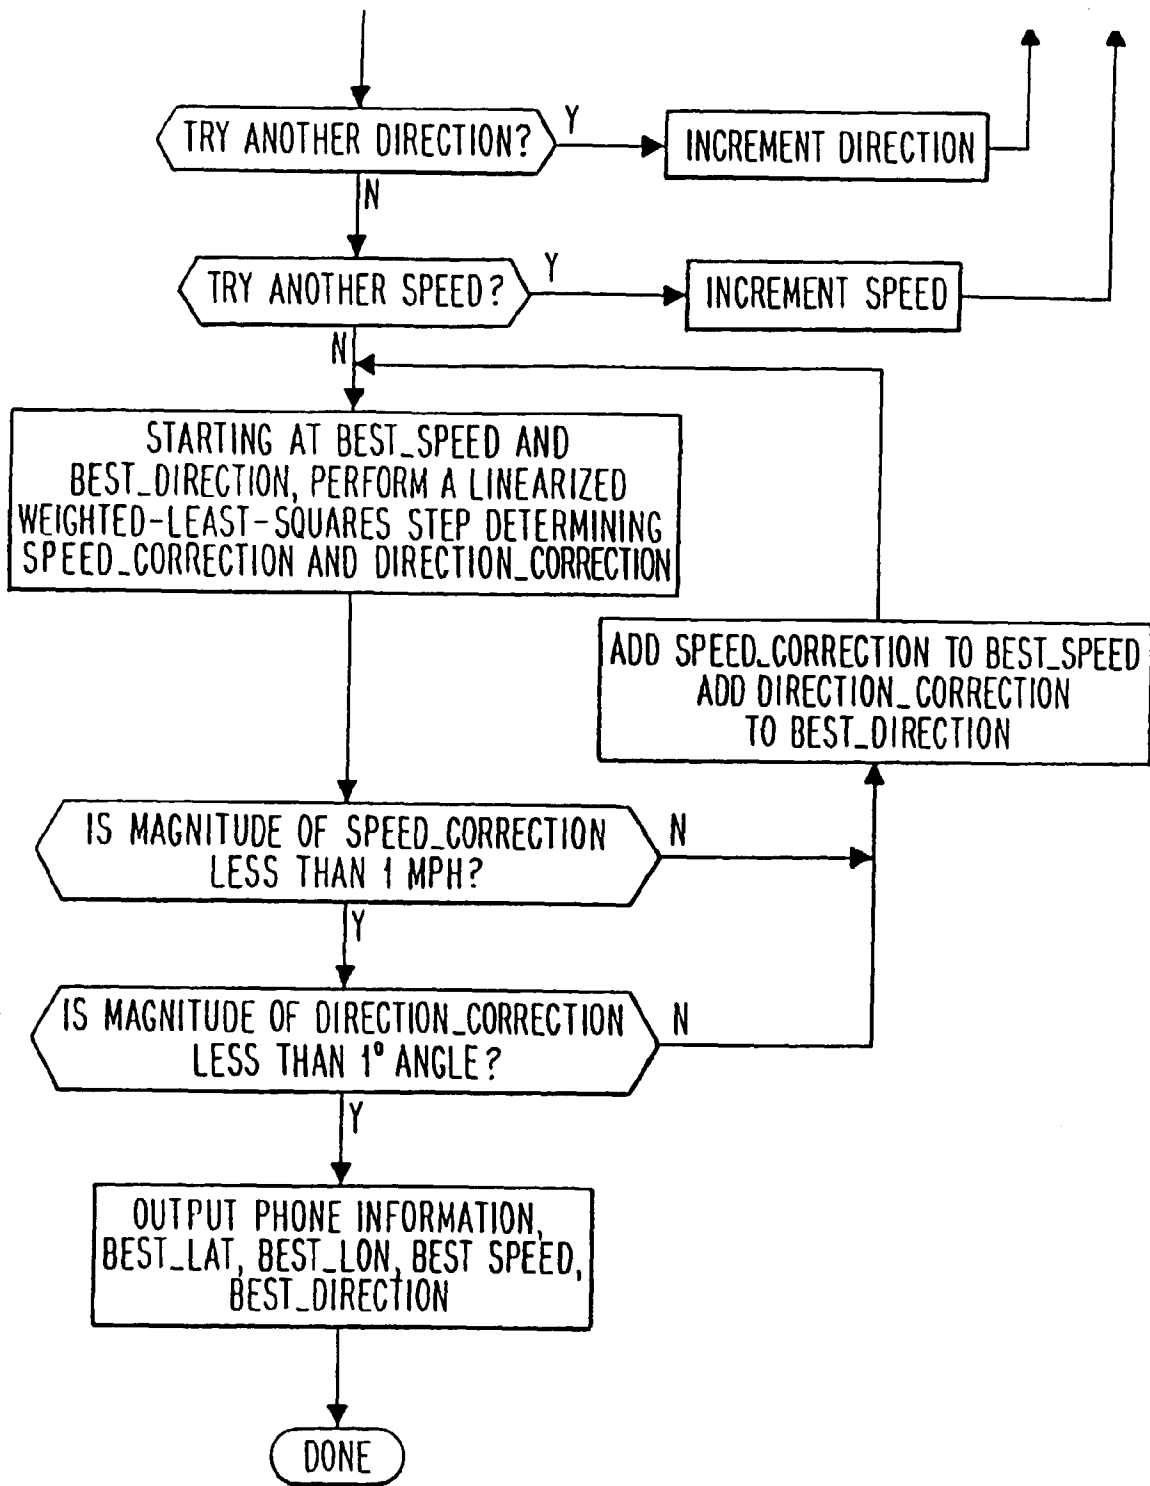 TRY ANOTHER DIRECTION?
Y
INCREMENT DIRECTION
N
TRY ANOTHER SPEED?
Y
INCREMENT SPEED
N
STARTING AT BEST_SPEED AND
BEST_DIRECTION, PERFORM A LINEARIZED
WEIGHTED-LEAST-SQUARES STEP DETERMINING
SPEED_CORRECTION AND DIRECTION_CORRECTION
ADD SPEED_CORRECTION TO BEST_SPEED
ADD DIRECTION_CORRECTION
TO BEST_DIRECTION
IS MAGNITUDE OF SPEED_CORRECTION
LESS THAN 1 MPH?
N
Y
IS MAGNITUDE OF DIRECTION_CORRECTION
LESS THAN 1° ANGLE?
N
Y
OUTPUT PHONE INFORMATION,
BEST_LAT, BEST_LON, BEST SPEED,
BEST_DIRECTION
DONE